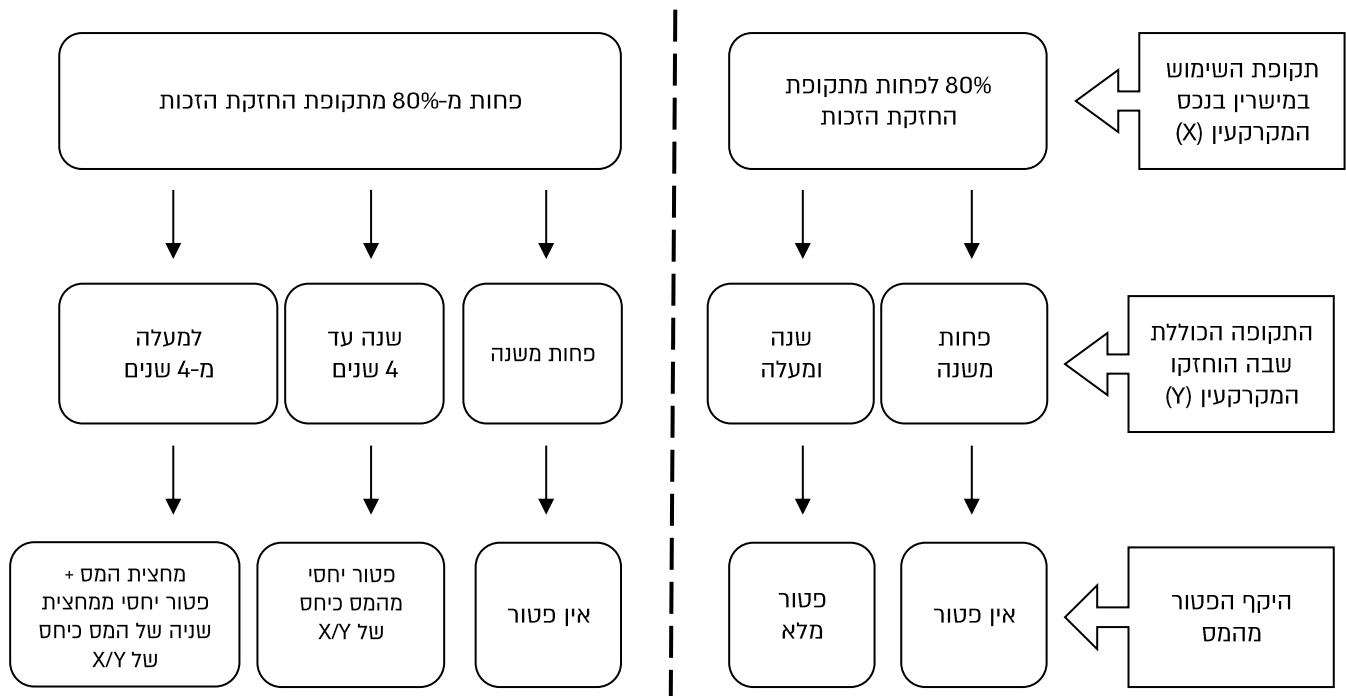 תקופת השימוש
במישרין בנכס
המקרקעין (X)
80% לפחות מתקופת
החזקת הזכות
פחות מ-80% מתקופת החזקת הזכות
התקופה הכוללת
שבה הוחזקו
המקרקעין (Y)
פחות
משנה
שנה
ומעלה
פחות משנה
שנה עד
4 שנים
למעלה
מ-4 שנים
היקף הפטור
מהמס
אין פטור
פטור
מלא
אין פטור
פטור יחסי
מהמס כיחס
של X/Y
מחצית המס +
פטור יחסי ממחצית
שניה של המס כיחס
של X/Y